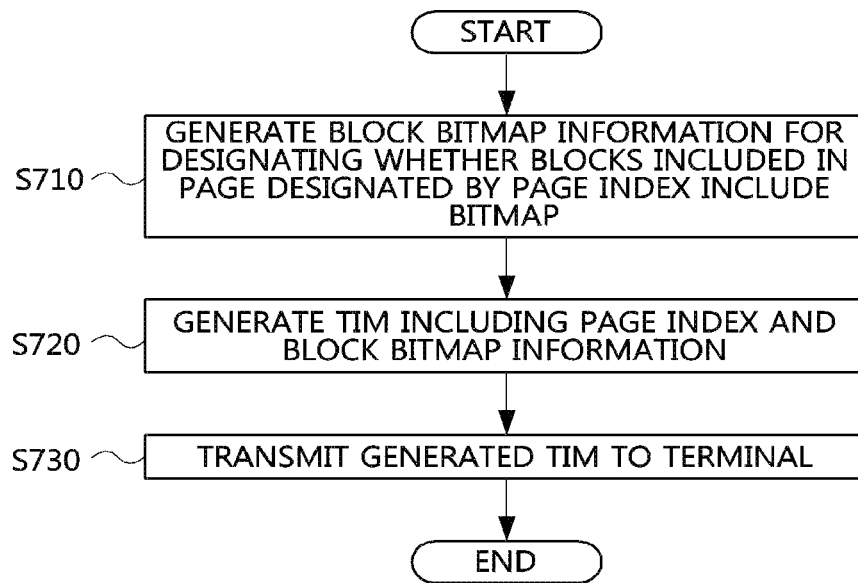 START
GENERATE BLOCK BITMAP INFORMATION FOR
DESIGNATING WHETHER BLOCKS INCLUDED IN
S710
PAGE DESIGNATED BY PAGE INDEX INCLUDE
BITMAP
S720
GENERATE TIM INCLUDING PAGE INDEX AND
BLOCK BITMAP INFORMATION
S730
TRANSMIT GENERATED TIM TO TERMINAL
END